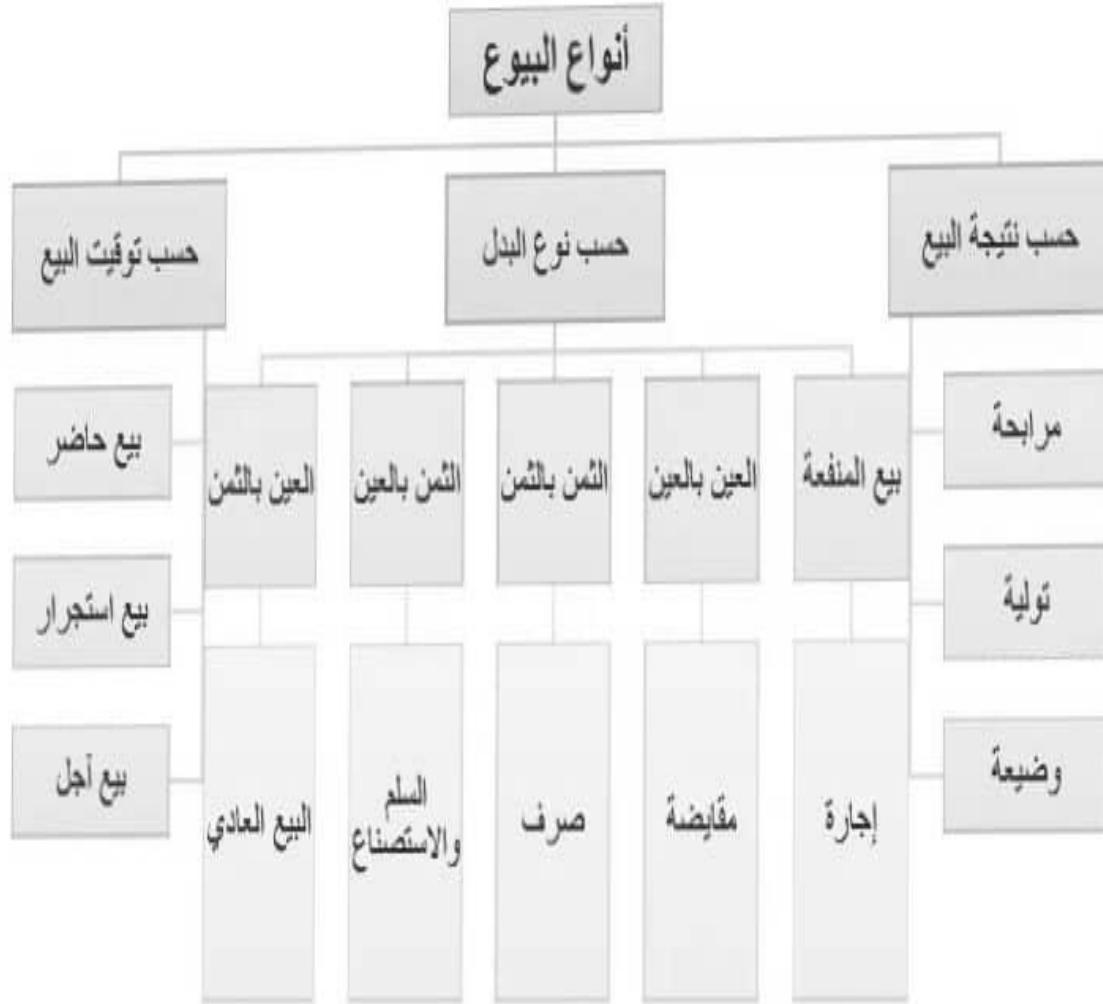 أنواع البيوع
حسب نتيجة البيع
حسب نوع البدل
حسب توقيت البيع
مرابحة
تولية
وضيعة
بيع المنفعة
العين بالعين
الثمن بالثمن
الثمن بالعين
العين بالثمن
إجارة
مقايضة
صرف
السلم
والاستصناع
البيع العادي
بيع حاضر
بيع استجرار
بيع آجل